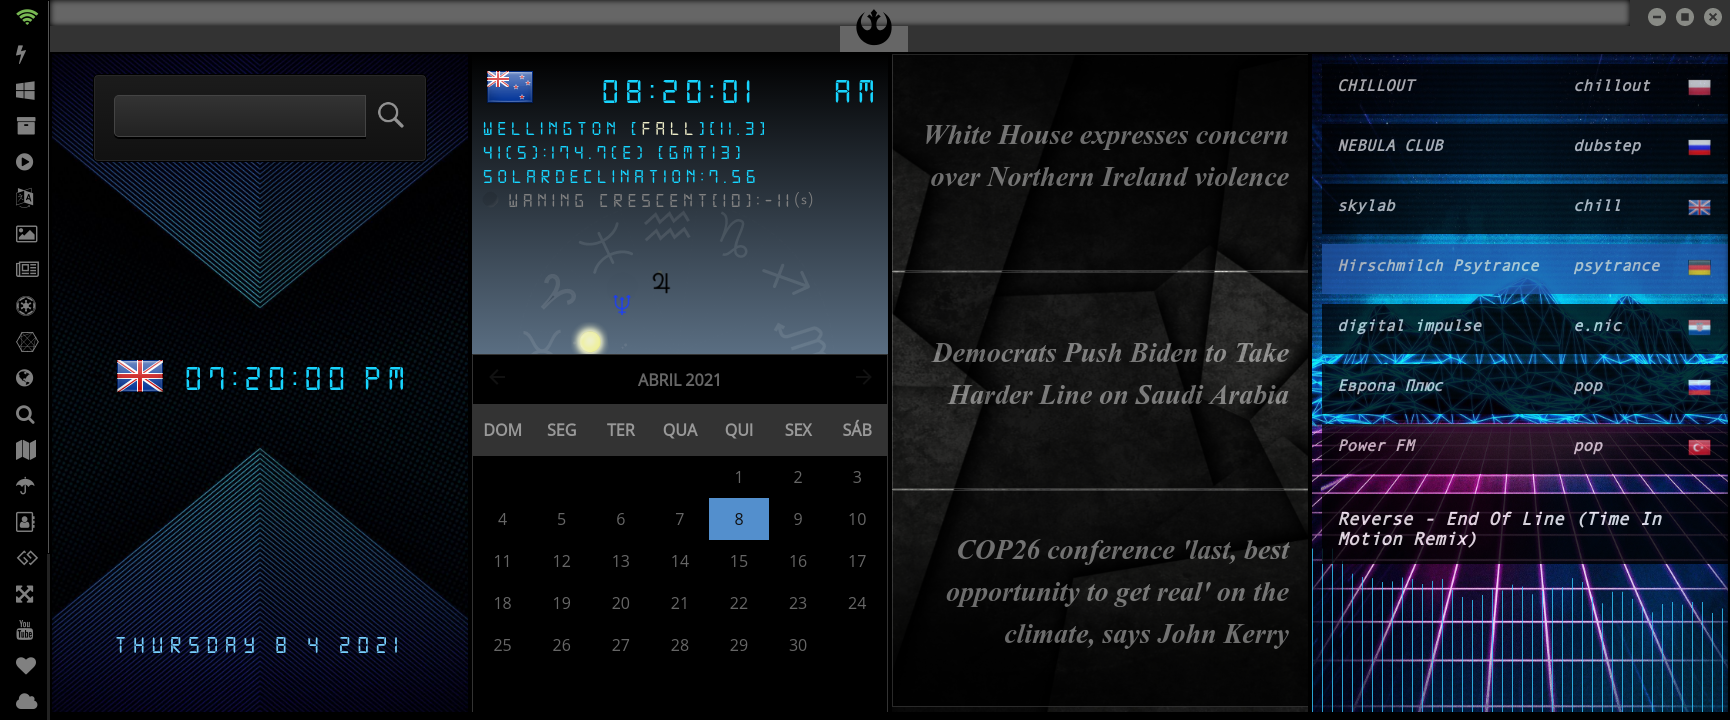 07:20:00 PM
THURSDAY 8 4 2021
08:20:01 AM
WELLINGTON [FALL][11.3]
41(S):174.7(E) [GMT13]
SOLARDECLINATION:7.56
WANING CRESCENT[10]:-11(s)
ABRIL 2021
DOM SEG TER QUA QUI SEX SÁB
1 2 3
4 5 6 7 8 9 10
11 12 13 14 15 16 17
18 19 20 21 22 23 24
25 26 27 28 29 30
White House expresses concern
over Northern Ireland violence
Democrats Push Biden to Take
Harder Line on Saudi Arabia
COP26 conference 'last, best
opportunity to get real' on the
climate, says John Kerry
CHILLOUT chillout
NEBULA CLUB dubstep
skylab chill
Hirschmilch Psytrance psytrance
digital impulse e.nic
Европа Плюс pop
Power FM pop
Reverse - End Of Line (Time In
Motion Remix)
You
Tube